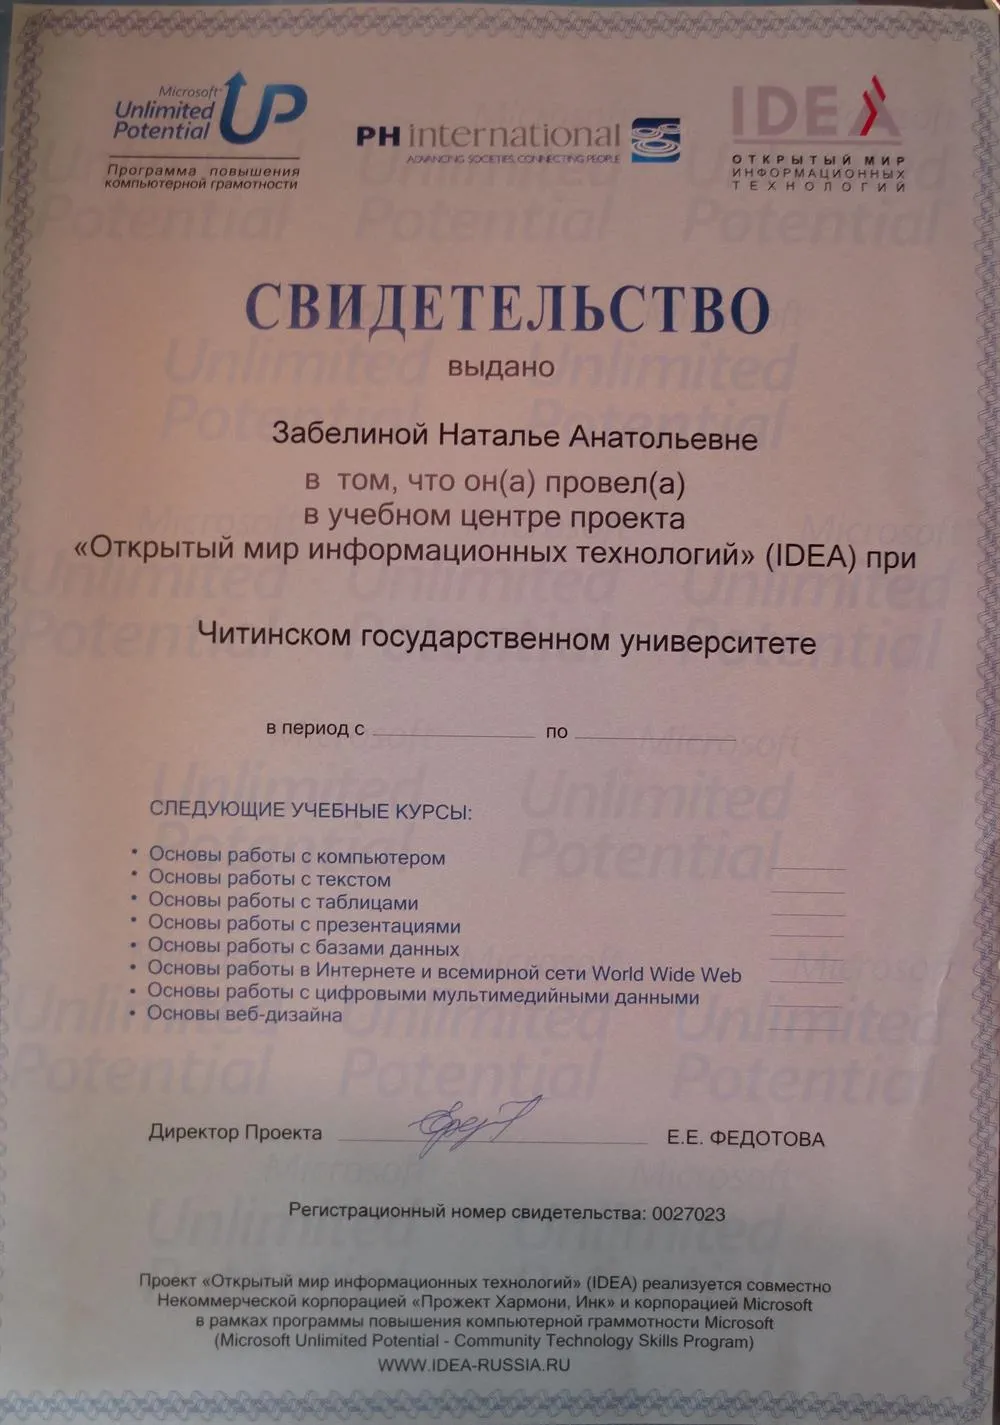 Microsoft
Unlimited
Potential
UP
Программа повышения
компьютерной грамотности
PH international
ADVANCING SOCIETIES, CONNECTING PEOPLE
IDEA
ОТКРЫТЫЙ МИР
ИНФОРМАЦИОННЫХ
ТЕХНОЛОГИЙ
СВИДЕТЕЛЬСТВО
выдано
Забелиной Наталье Анатольевне
в том, что он(а) провел(а)
в учебном центре проекта
«Открытый мир информационных технологий» (IDEA) при
Читинском государственном университете
в период с ______ по ______
СЛЕДУЮЩИЕ УЧЕБНЫЕ КУРСЫ:
• Основы работы с компьютером
• Основы работы с текстом
• Основы работы с таблицами
• Основы работы с презентациями
• Основы работы с базами данных
• Основы работы в Интернете и всемирной сети World Wide Web
• Основы работы с цифровыми мультимедийными данными
• Основы веб-дизайна
Директор Проекта Е.Е. ФЕДОТОВА
Регистрационный номер свидетельства: 0027023
Проект «Открытый мир информационных технологий» (IDEA) реализуется совместно
Некоммерческой корпорацией «Прожект Хармони, Инк» и корпорацией Microsoft
в рамках программы повышения компьютерной граммотности Microsoft
(Microsoft Unlimited Potential - Community Technology Skills Program)
WWW.IDEA-RUSSIA.RU